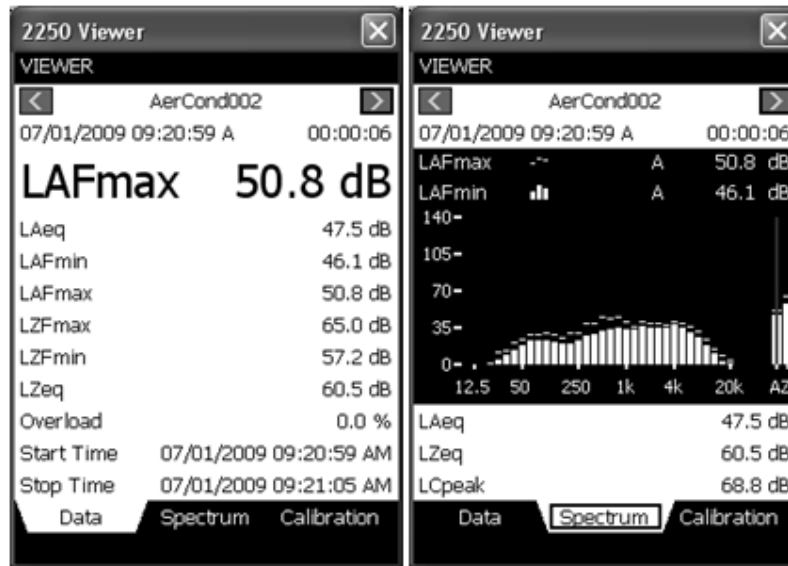 2250 Viewer
VIEWER
AerCond002
07/01/2009 09:20:59 A 00:00:06
LAFmax 50.8 dB
LAeq 47.5 dB
LAFmin 46.1 dB
LAFmax 50.8 dB
LZFmax 65.0 dB
LZFmin 57.2 dB
LZeq 60.5 dB
Overload 0.0 %
Start Time 07/01/2009 09:20:59 AM
Stop Time 07/01/2009 09:21:05 AM
Data Spectrum Calibration
2250 Viewer
VIEWER
AerCond002
07/01/2009 09:20:59 A 00:00:06
LAFmax A 50.8 dB
LAFmin A 46.1 dB
140
105
70
35
0
12.5 50 250 1k 4k 20k AZ
LAeq 47.5 dB
LZeq 60.5 dB
LCpeak 68.8 dB
Data Spectrum Calibration